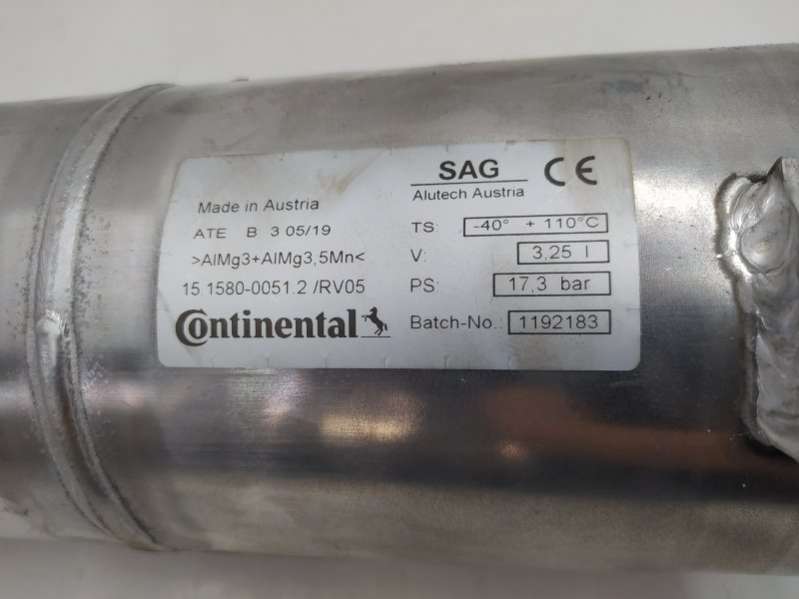 Made in Austria
ATE B 3 05/19
>AlMg3+AlMg3,5Mn<
15.1580-0051.2 /RV05
Continental
SAG CE
Alutech Austria
TS: -40° + 110°C
V: 3,25 l
PS: 17,3 bar
Batch-No.: 1192183